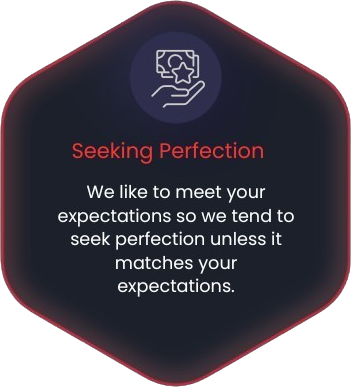 Seeking Perfection
We like to meet your
expectations so we tend to
seek perfection unless it
matches your
expectations.